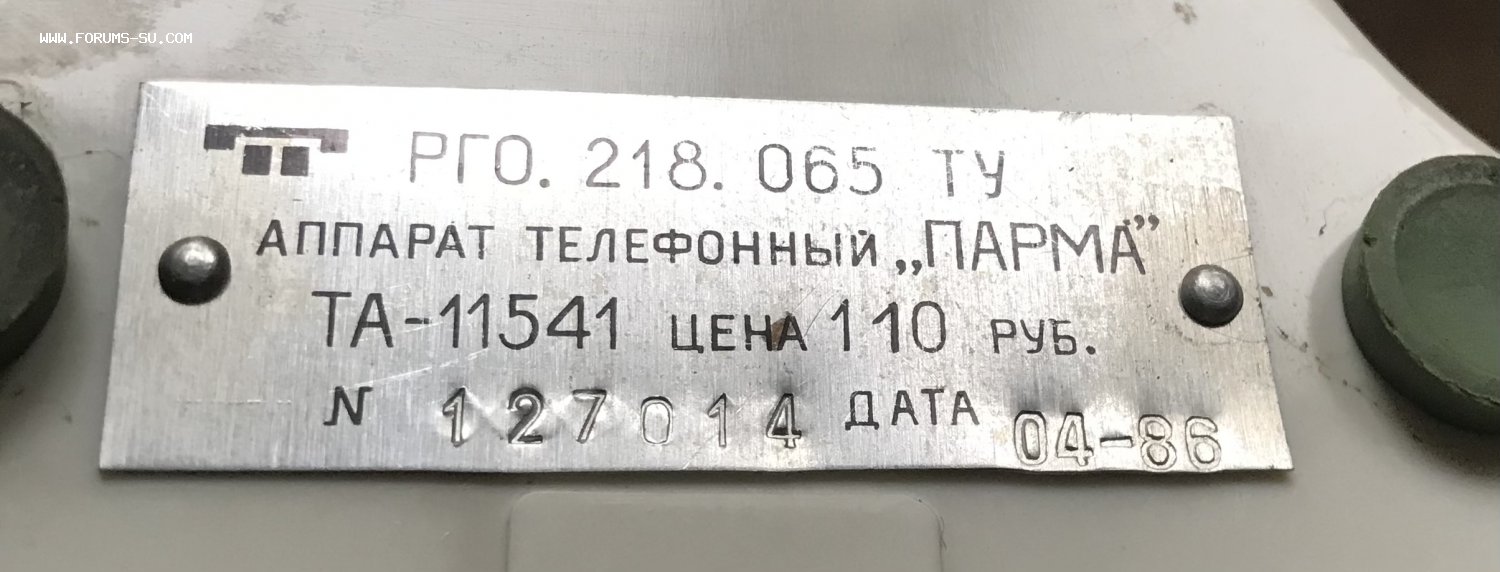 WWW.FORUMS-SU.COM
РГО. 218. 065 ТУ
АППАРАТ ТЕЛЕФОННЫЙ „ПАРМА”
ТА-11541 ЦЕНА 110 РУБ.
N 127014 ДАТА 04-86